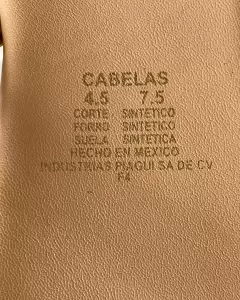 CABELAS
4.5 7.5
CORTE SINTETICO
FORRO SINTETICO
SUELA SINTETICA
HECHO EN MEXICO
INDUSTRIAS PIAGUI SA DE CV
F4